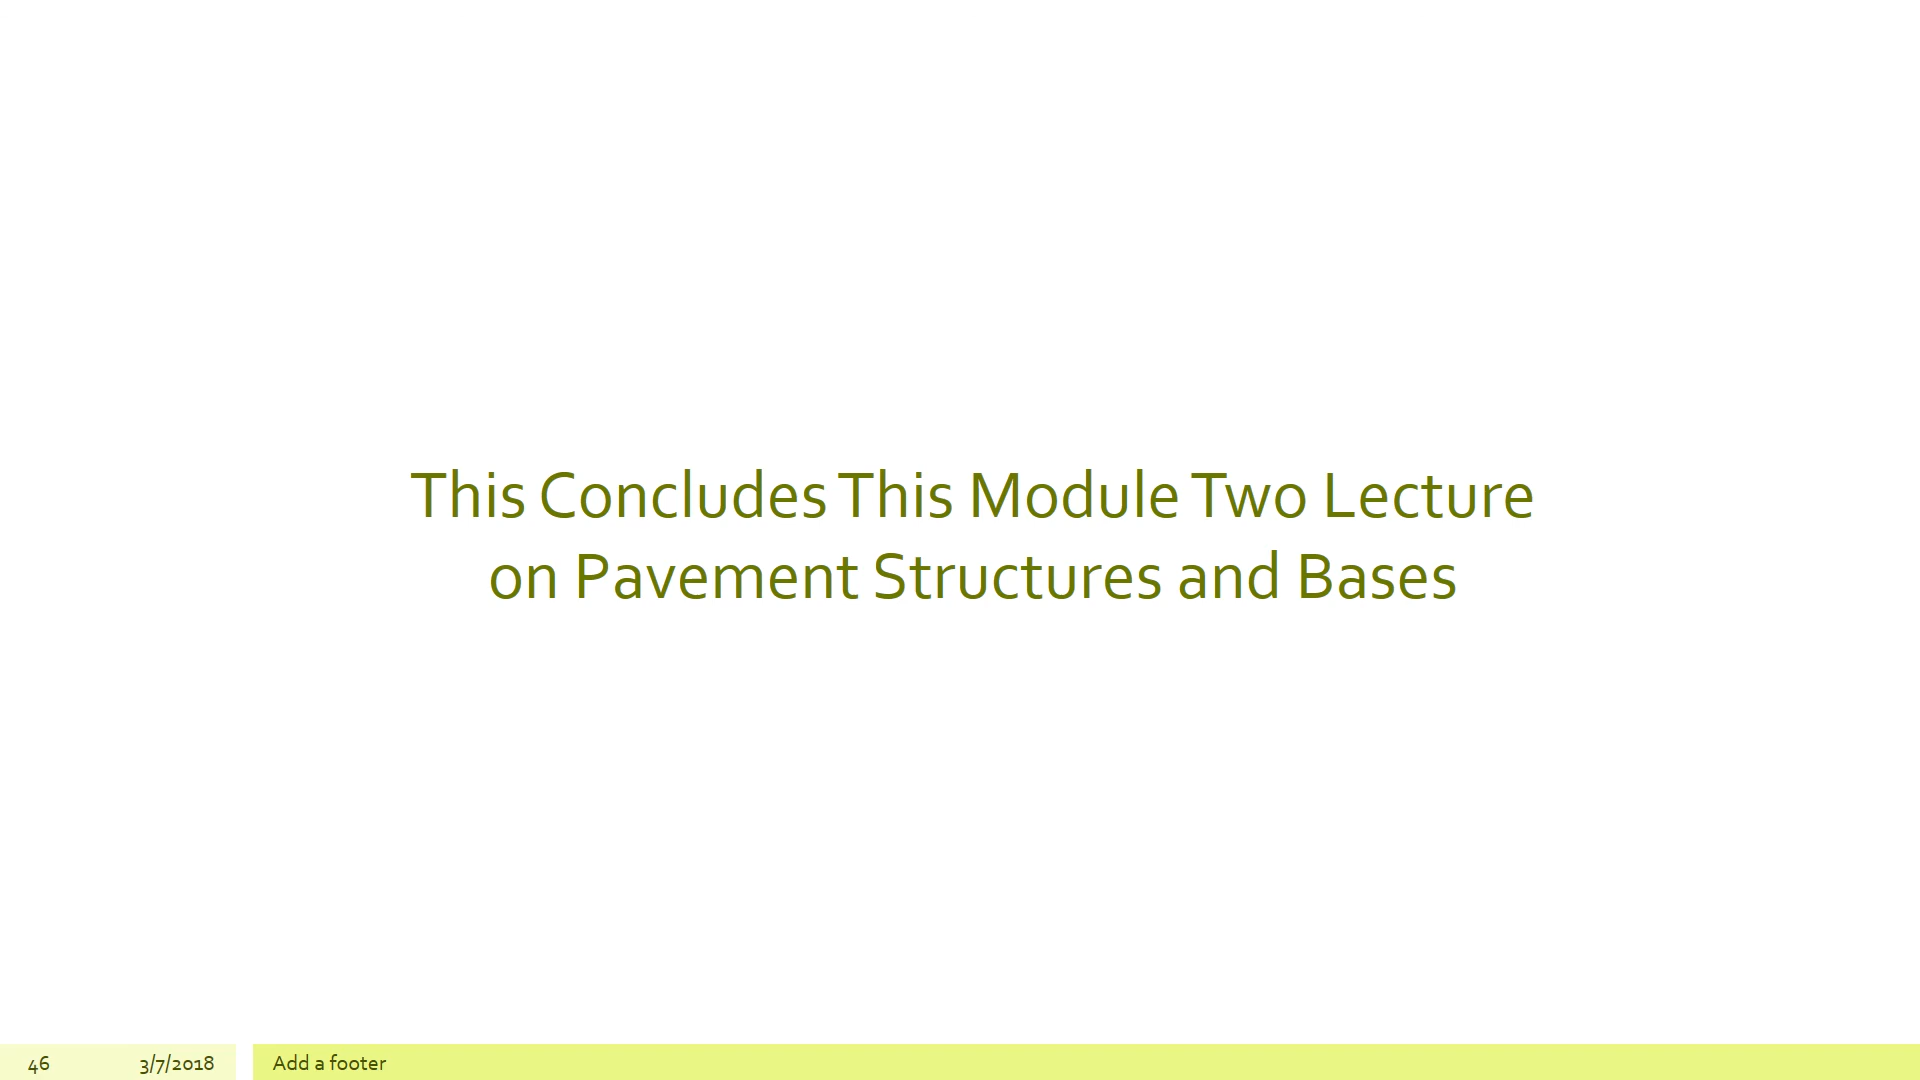 This Concludes This Module Two Lecture
on Pavement Structures and Bases
46 3/7/2018 Add a footer